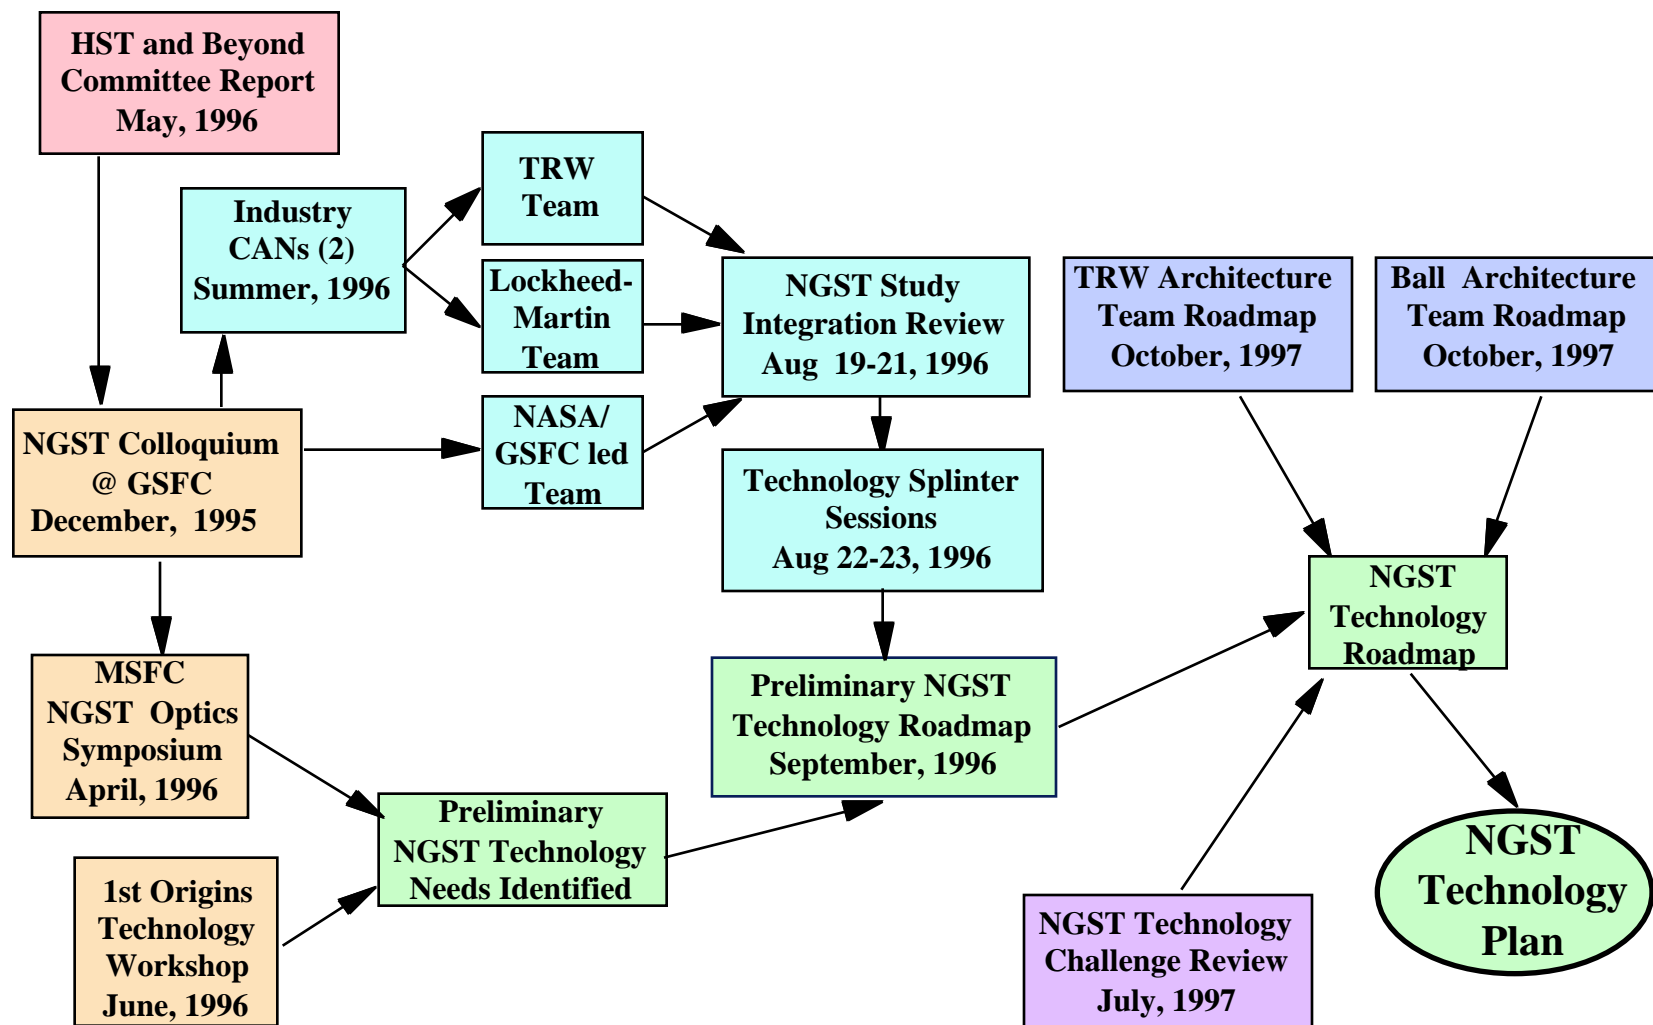 HST and Beyond
Committee Report
May, 1996
Industry
CANs (2)
Summer, 1996
TRW
Team
Lockheed-
Martin
Team
NASA/
GSFC led
Team
NGST Study
Integration Review
Aug 19-21, 1996
TRW Architecture
Team Roadmap
October, 1997
Ball Architecture
Team Roadmap
October, 1997
NGST Colloquium
@ GSFC
December, 1995
Technology Splinter
Sessions
Aug 22-23, 1996
NGST
Technology
Roadmap
MSFC
NGST Optics
Symposium
April, 1996
Preliminary NGST
Technology Roadmap
September, 1996
Preliminary
NGST Technology
Needs Identified
1st Origins
Technology
Workshop
June, 1996
NGST Technology
Challenge Review
July, 1997
NGST
Technology
Plan